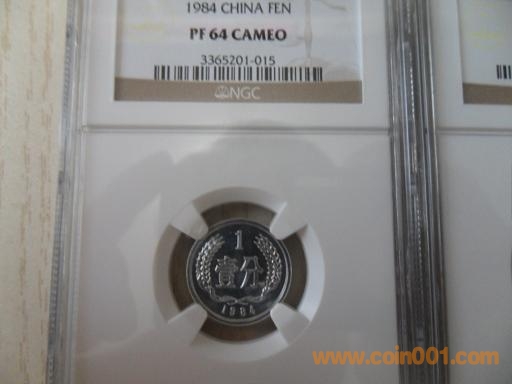 1984 CHINA FEN
PF 64 CAMEO
3365201-015
NGC
1
壹分
1984
www.coin001.com